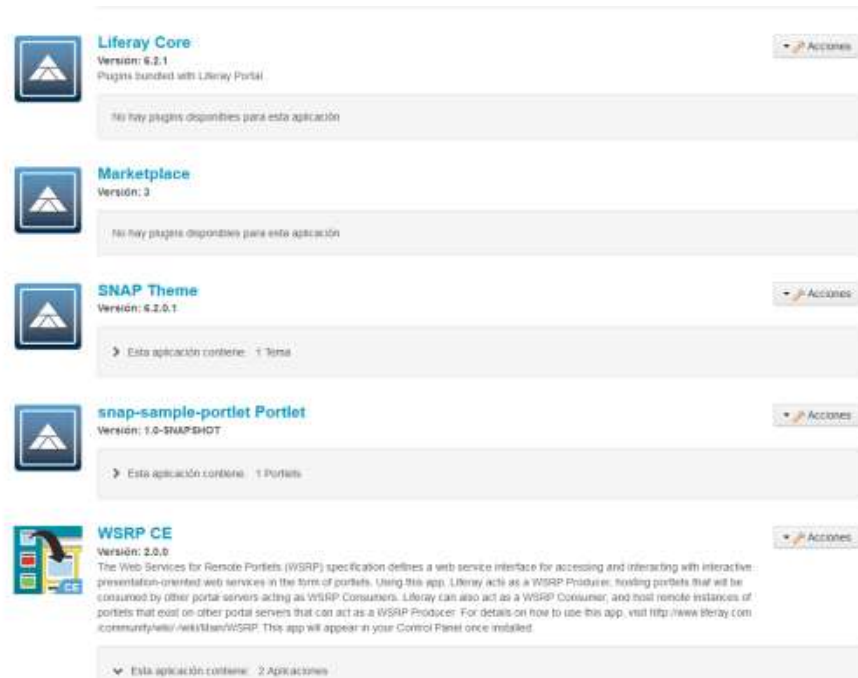 Liferay Core
Acciones
Versión: 6.2.1
Plugins bundled with Liferay Portal
No hay plugins disponibles para esta aplicación
Marketplace
Versión: 3
No hay plugins disponibles para esta aplicación
SNAP Theme
Acciones
Versión: 6.2.0.1
Esta aplicación contiene: 1 Tema
snap-sample-portlet Portlet
Acciones
Versión: 1.0-SNAPSHOT
Esta aplicación contiene: 1 Portlets
WSRP CE
Acciones
Versión: 2.0.0
CE
The Web Services for Remote Portlets (WSRP) specification defines a web service interface for accessing and interacting with interactive
presentation-oriented web services in the form of portlets. Using this app, Liferay acts as a WSRP Producer, hosting portlets that will be
consumed by other portal servers acting as WSRP Consumers. Liferay can also act as a WSRP Consumer, and host remote instances of
portlets that exist on other portal servers that can act as a WSRP Producer. For details on how to use this app, visit http://www.liferay.com
/community/wiki/-/wiki/Main/WSRP. This app will appear in your Control Panel once installed.
Esta aplicación contiene: 2 Aplicaciones